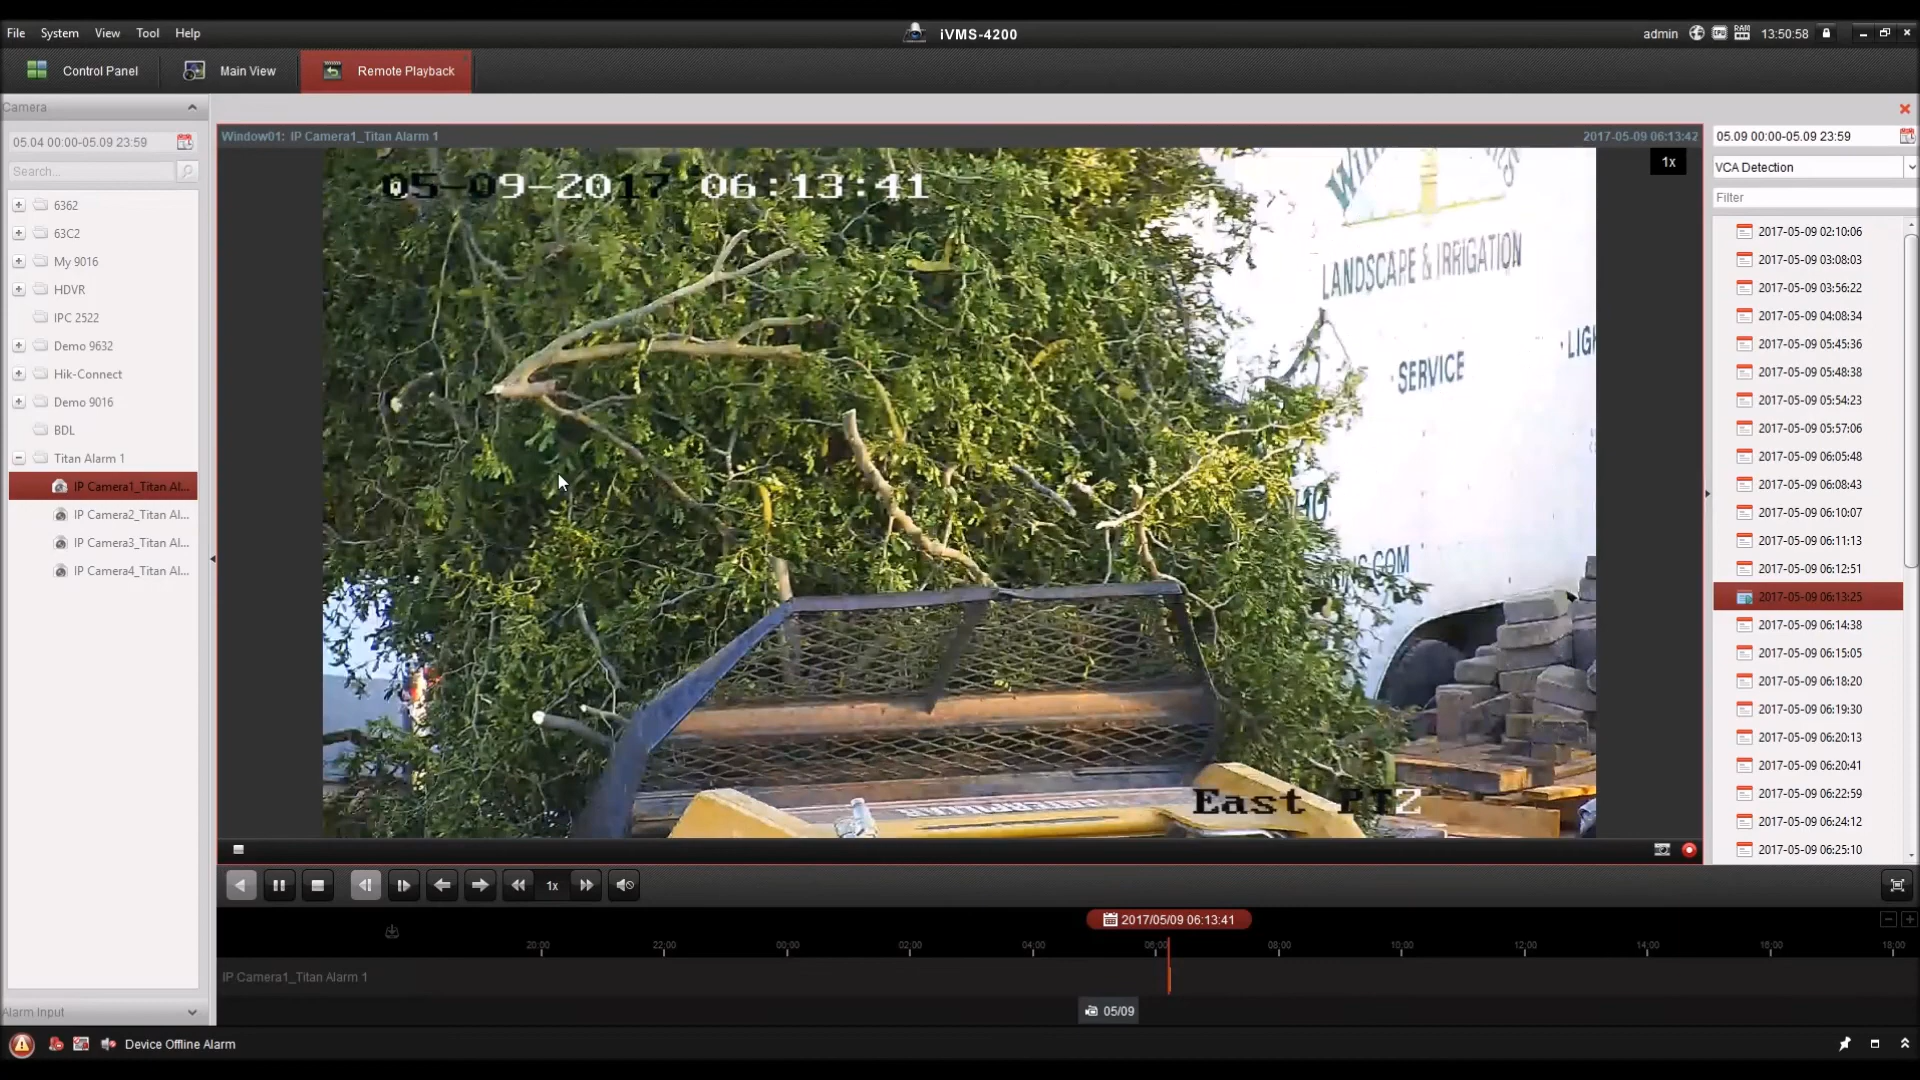 File System View Tool Help
iVMS-4200
admin CPU RAM 13:50:58
Control Panel
Main View
Remote Playback
Camera
05.04 00:00-05.09 23:59
Search...
6362
63C2
My 9016
HDVR
IPC 2522
Demo 9632
Hik-Connect
Demo 9016
BDL
Titan Alarm 1
IP Camera1_Titan Al...
IP Camera2_Titan Al...
IP Camera3_Titan Al...
IP Camera4_Titan Al...
Alarm Input
Window01: IP Camera1_Titan Alarm 1
2017-05-09 06:13:42
1x
05-09-2017 06:13:41
LANDSCAPE & IRRIGATION
· SERVICE
· LIGH
.COM
East PTZ
05.09 00:00-05.09 23:59
VCA Detection
Filter
2017-05-09 02:10:06
2017-05-09 03:08:03
2017-05-09 03:56:22
2017-05-09 04:08:34
2017-05-09 05:45:36
2017-05-09 05:48:38
2017-05-09 05:54:23
2017-05-09 05:57:06
2017-05-09 06:05:48
2017-05-09 06:08:43
2017-05-09 06:10:07
2017-05-09 06:11:13
2017-05-09 06:12:51
2017-05-09 06:13:25
2017-05-09 06:14:38
2017-05-09 06:15:05
2017-05-09 06:18:20
2017-05-09 06:19:30
2017-05-09 06:20:13
2017-05-09 06:20:41
2017-05-09 06:22:59
2017-05-09 06:24:12
2017-05-09 06:25:10
1x
2017/05/09 06:13:41
20:00 22:00 00:00 02:00 04:00 06:00 08:00 10:00 12:00 14:00 16:00 18:00
IP Camera1_Titan Alarm 1
05/09
Device Offline Alarm